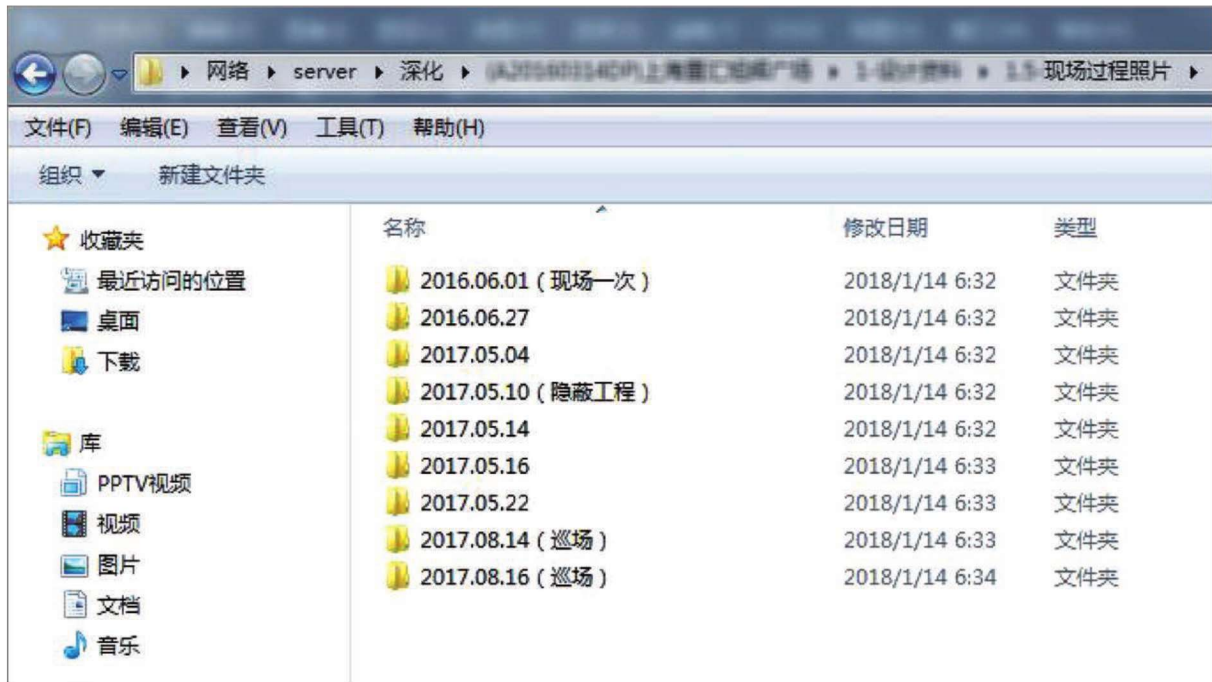 网络 ▸ server ▸ 深化 ▸ 现场过程照片 ▸
文件(F) 编辑(E) 查看(V) 工具(T) 帮助(H)
组织 新建文件夹
名称 修改日期 类型
收藏夹
最近访问的位置
桌面
下载
库
PPTV视频
视频
图片
文档
音乐
2016.06.01（现场一次） 2018/1/14 6:32 文件夹
2016.06.27 2018/1/14 6:32 文件夹
2017.05.04 2018/1/14 6:32 文件夹
2017.05.10（隐蔽工程） 2018/1/14 6:32 文件夹
2017.05.14 2018/1/14 6:32 文件夹
2017.05.16 2018/1/14 6:33 文件夹
2017.05.22 2018/1/14 6:33 文件夹
2017.08.14（巡场） 2018/1/14 6:33 文件夹
2017.08.16（巡场） 2018/1/14 6:34 文件夹